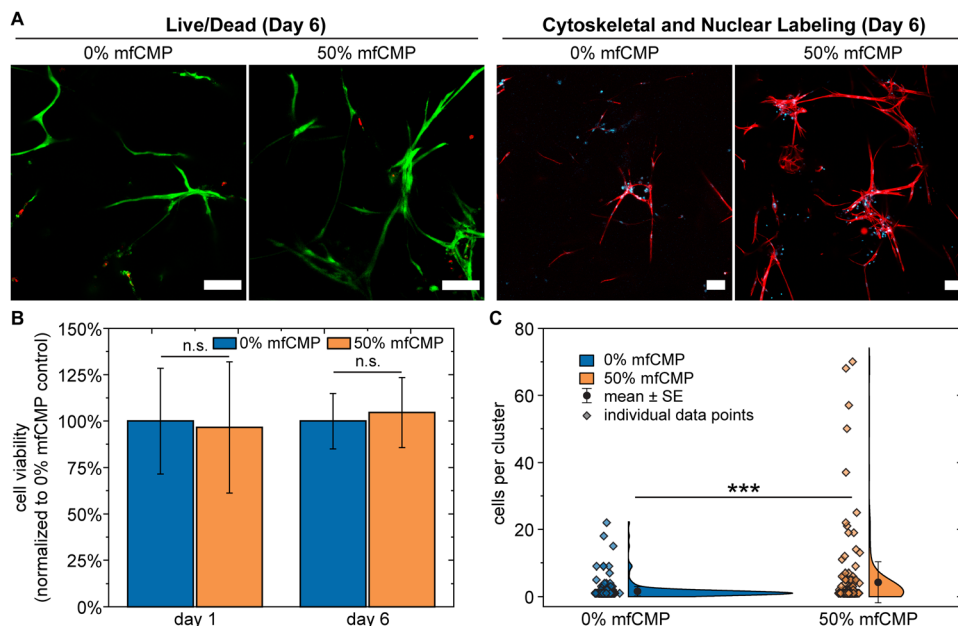 A
Live/Dead (Day 6)
Cytoskeletal and Nuclear Labeling (Day 6)
0% mfCMP
50% mfCMP
0% mfCMP
50% mfCMP
B
cell viability
(normalized to 0% mfCMP control)
150%
125%
100%
75%
50%
25%
0%
0% mfCMP
50% mfCMP
n.s.
n.s.
day 1
day 6
C
cells per cluster
80
60
40
20
0
0% mfCMP
50% mfCMP
mean ± SE
individual data points
***
0% mfCMP
50% mfCMP